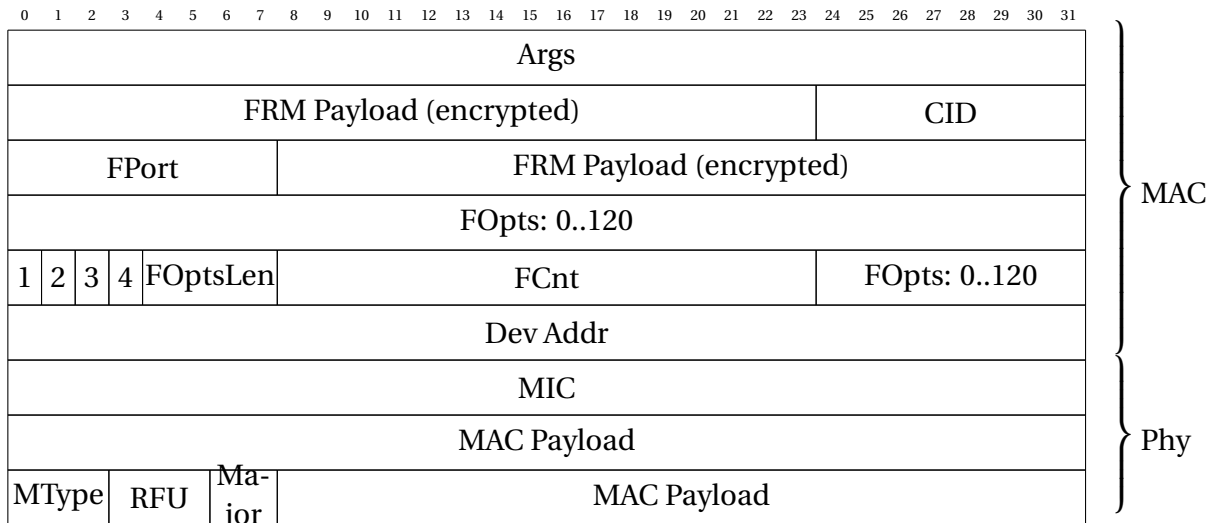 0 1 2 3 4 5 6 7 8 9 10 11 12 13 14 15 16 17 18 19 20 21 22 23 24 25 26 27 28 29 30 31
Args
FRM Payload (encrypted) CID
FPort FRM Payload (encrypted)
MAC
FOpts: 0..120
1 2 3 4 FOptsLen FCnt FOpts: 0..120
Dev Addr
MIC
MAC Payload
Phy
MType RFU Ma-
jor MAC Payload